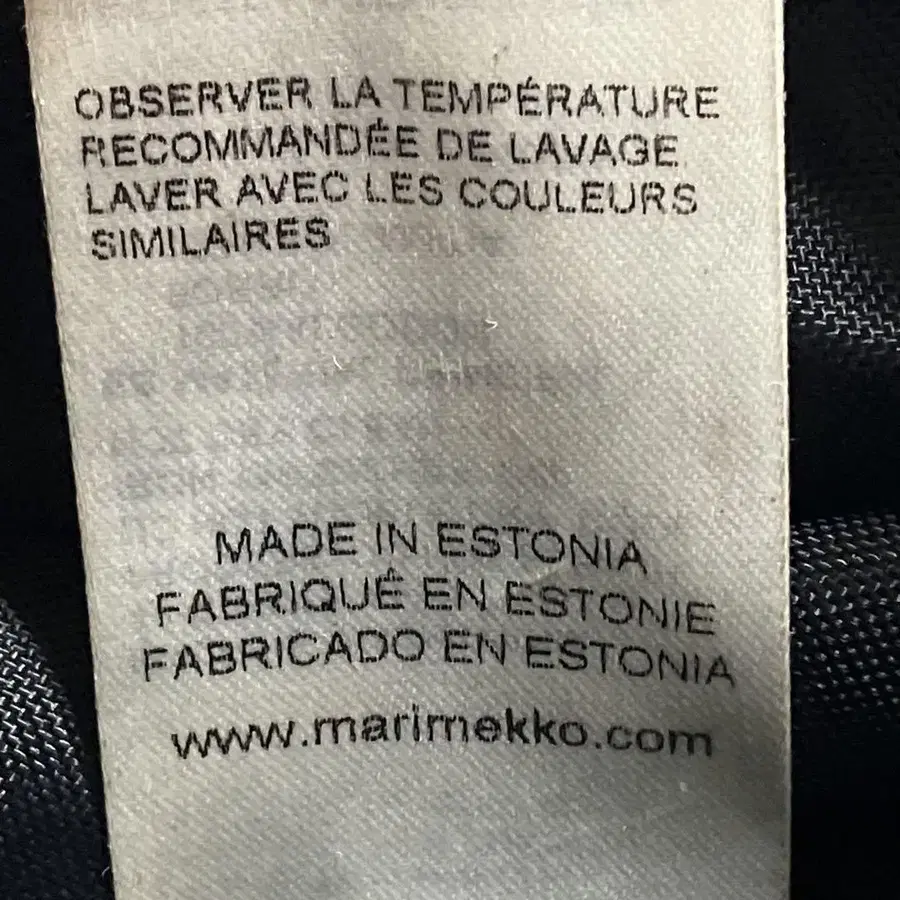 OBSERVER LA TEMPÉRATURE
RECOMMANDÉE DE LAVAGE
LAVER AVEC LES COULEURS
SIMILAIRES
MADE IN ESTONIA
FABRIQUÉ EN ESTONIE
FABRICADO EN ESTONIA
www.marimekko.com